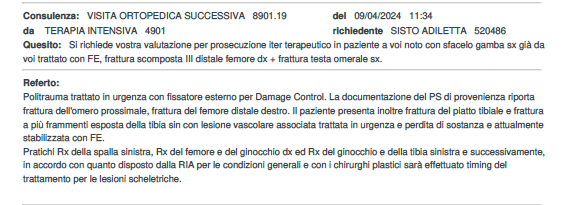 Consulenza: VISITA ORTOPEDICA SUCCESSIVA 8901.19 del 09/04/2024 11:34
da TERAPIA INTENSIVA 4901 richiedente SISTO ADILETTA 520486
Quesito: Si richiede vostra valutazione per prosecuzione iter terapeutico in paziente a voi noto con sfacelo gamba sx già da
voi trattato con FE, frattura scomposta III distale femore dx + frattura testa omerale sx.
Referto:
Politrauma trattato in urgenza con fissatore esterno per Damage Control. La documentazione del PS di provenienza riporta
frattura dell'omero prossimale, frattura del femore distale destro. Il paziente presenta inoltre frattura del piatto tibiale e frattura
a più frammenti esposta della tibia sin con lesione vascolare associata trattata in urgenza e perdita di sostanza e attualmente
stabilizzata con FE.
Pratichi Rx della spalla sinistra, Rx del femore e del ginocchio dx ed Rx del ginocchio e della tibia sinistra e successivamente,
in accordo con quanto disposto dalla RIA per le condizioni generali e con i chirurghi plastici sarà effettuato timing del
trattamento per le lesioni scheletriche.